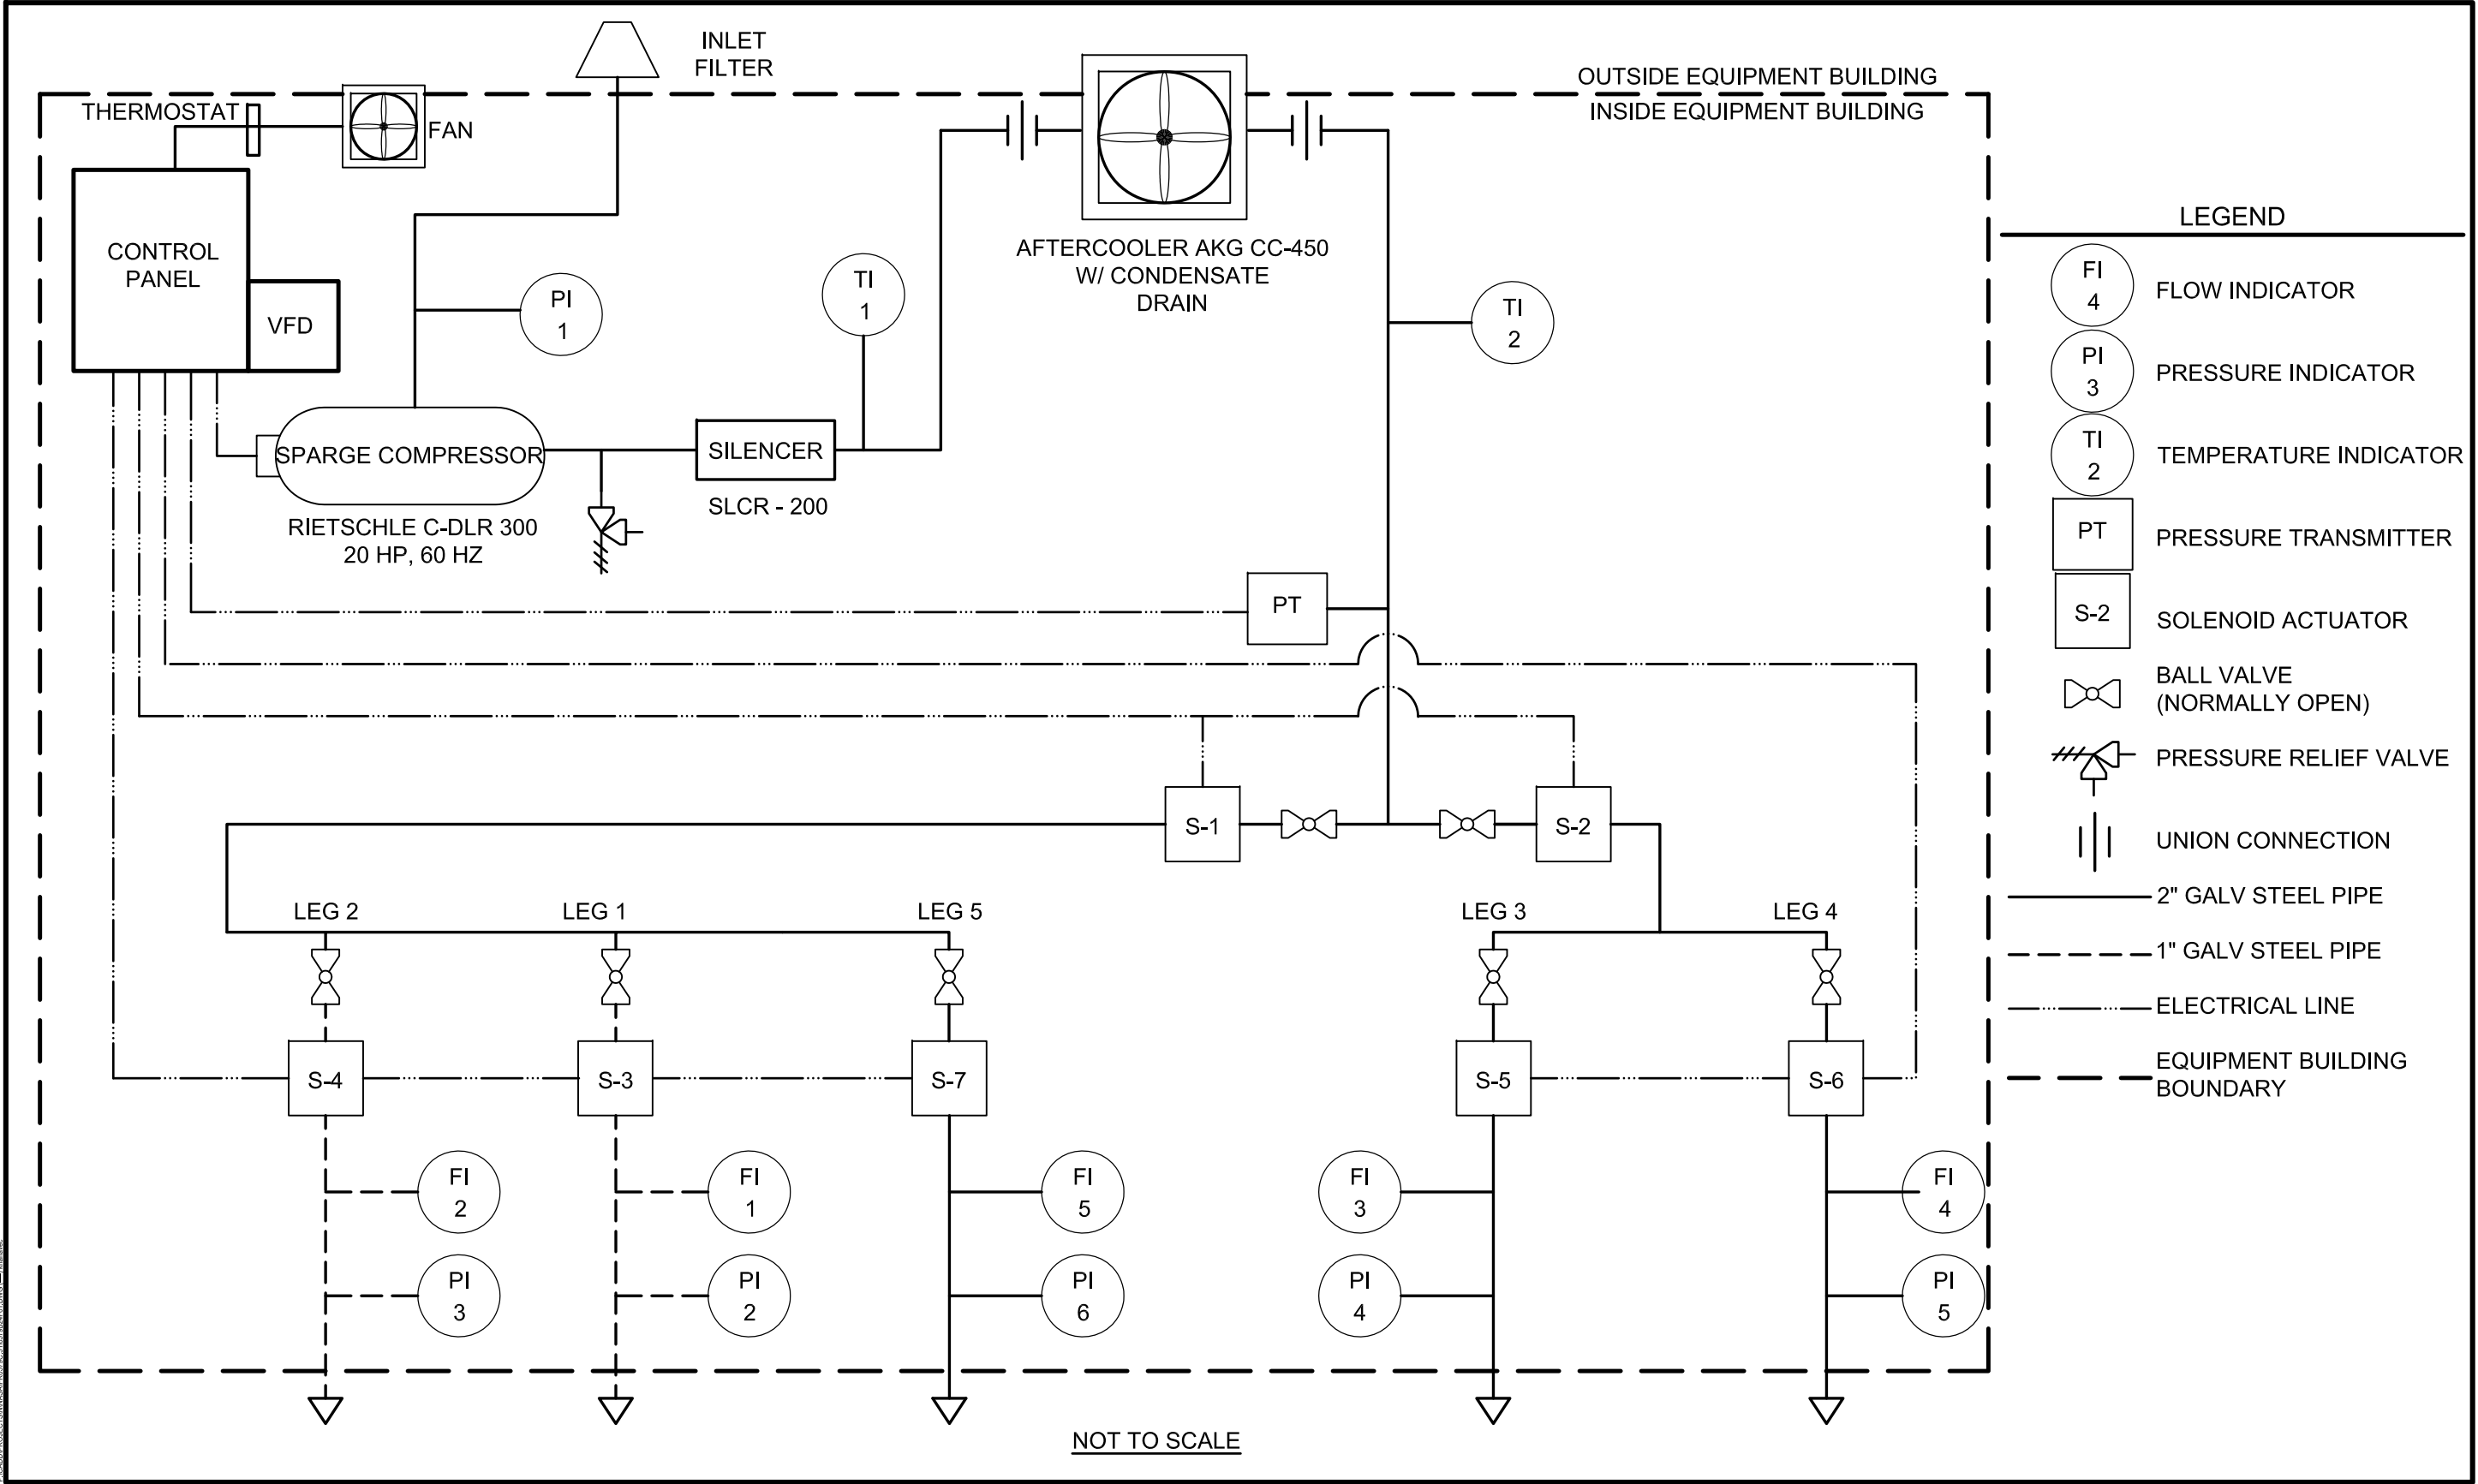 INLET
FILTER
OUTSIDE EQUIPMENT BUILDING
INSIDE EQUIPMENT BUILDING
THERMOSTAT
FAN
CONTROL
PANEL
VFD
PI
1
TI
1
AFTERCOOLER AKG CC-450
W/ CONDENSATE
DRAIN
TI
2
SPARGE COMPRESSOR
RIETSCHLE C-DLR 300
20 HP, 60 HZ
SILENCER
SLCR - 200
PT
S-1
S-2
LEG 2
LEG 1
LEG 5
LEG 3
LEG 4
S-4
S-3
S-7
S-5
S-6
FI
2
FI
1
FI
5
FI
3
FI
4
PI
3
PI
2
PI
6
PI
4
PI
5
NOT TO SCALE
LEGEND
FI
4
FLOW INDICATOR
PI
3
PRESSURE INDICATOR
TI
2
TEMPERATURE INDICATOR
PT
PRESSURE TRANSMITTER
S-2
SOLENOID ACTUATOR
BALL VALVE
(NORMALLY OPEN)
PRESSURE RELIEF VALVE
UNION CONNECTION
2" GALV STEEL PIPE
1" GALV STEEL PIPE
ELECTRICAL LINE
EQUIPMENT BUILDING
BOUNDARY